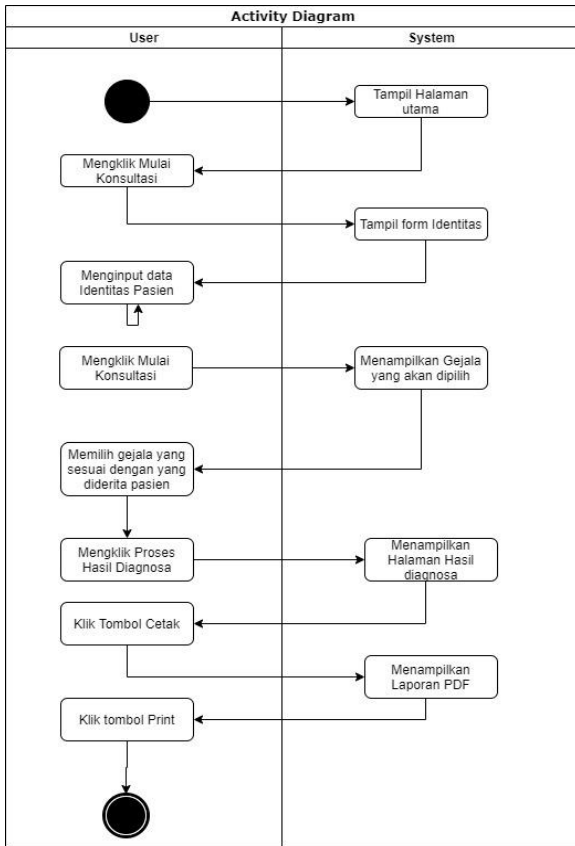 Activity Diagram
User
System
Tampil Halaman
utama
Mengklik Mulai
Konsultasi
Tampil form Identitas
Menginput data
Identitas Pasien
Mengklik Mulai
Konsultasi
Menampilkan Gejala
yang akan dipilih
Memilih gejala yang
sesuai dengan yang
diderita pasien
Mengklik Proses
Hasil Diagnosa
Menampilkan
Halaman Hasil
diagnosa
Klik Tombol Cetak
Menampilkan
Laporan PDF
Klik tombol Print